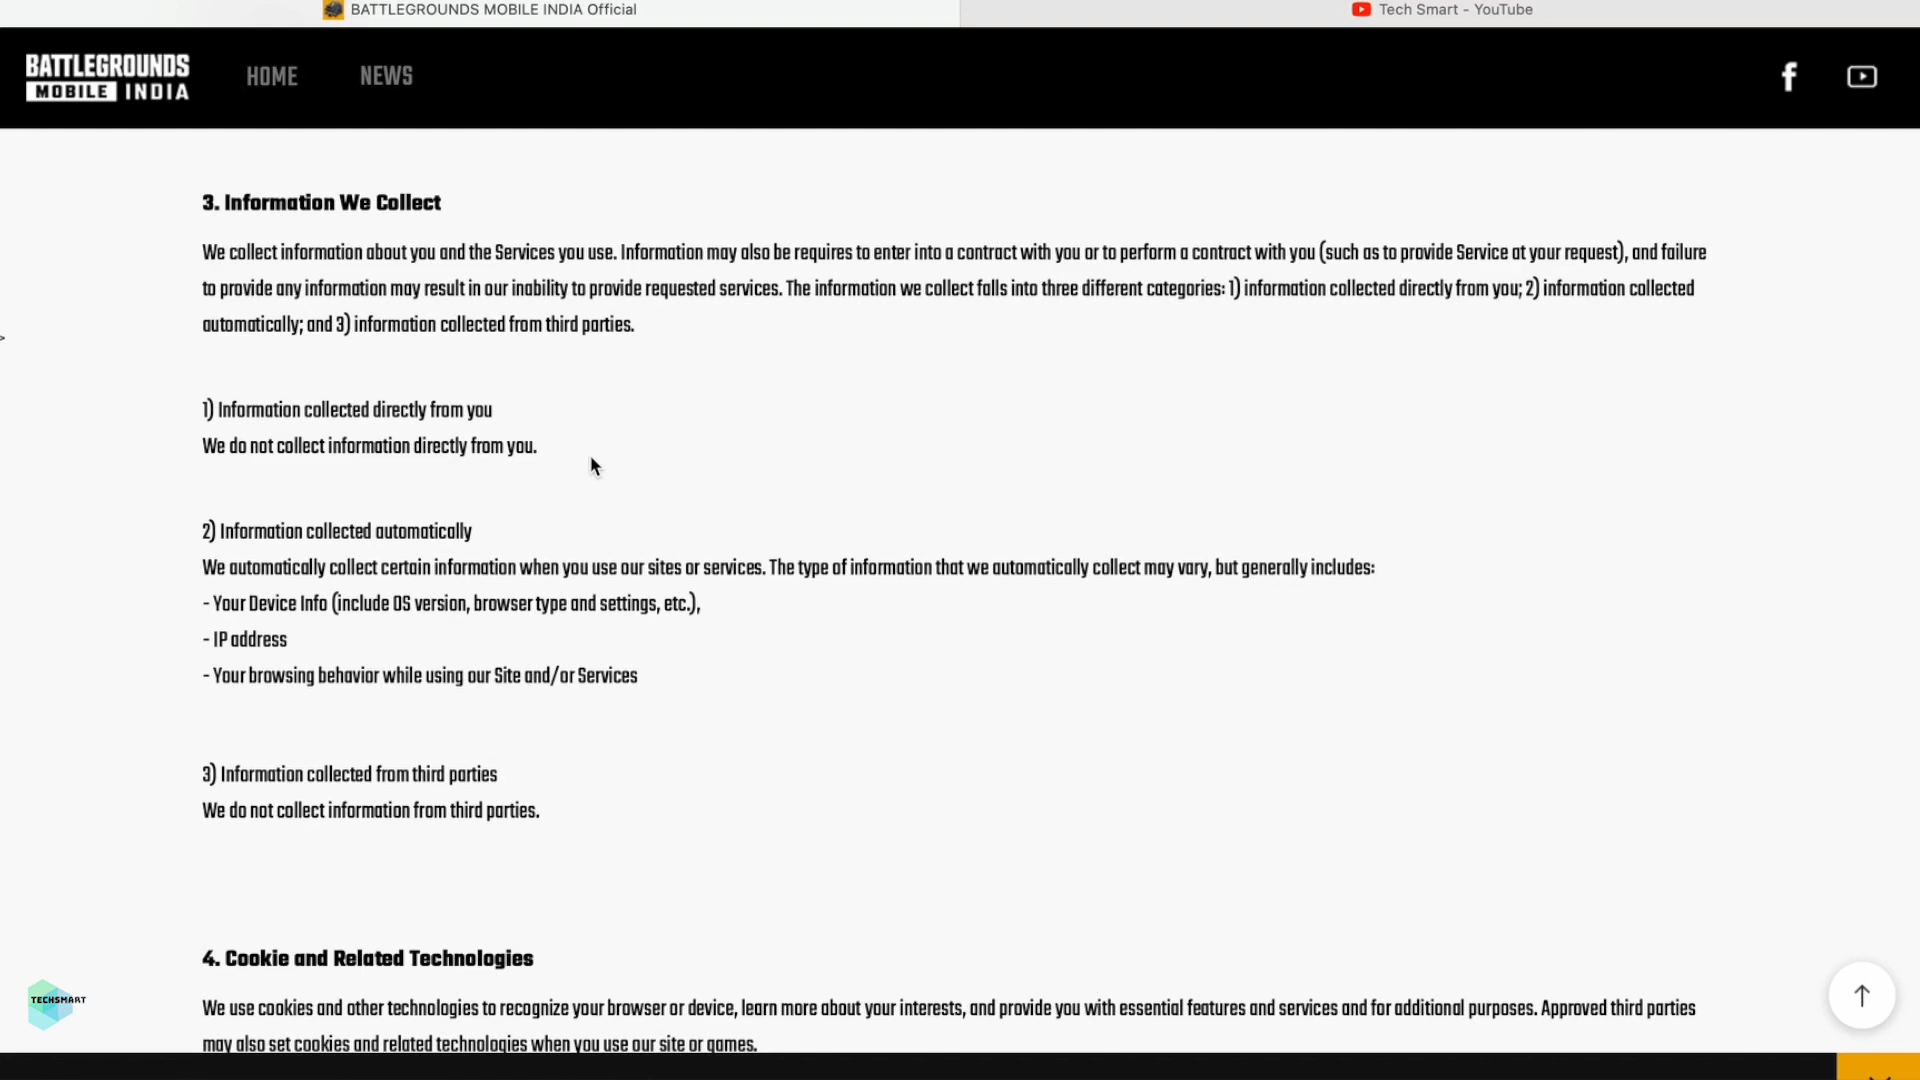 BATTLEGROUNDS MOBILE INDIA Official
Tech Smart - YouTube
BATTLEGROUNDS
MOBILE INDIA
HOME
NEWS
f
3. Information We Collect
We collect information about you and the Services you use. Information may also be requires to enter into a contract with you or to perform a contract with you (such as to provide Service at your request), and failure
to provide any information may result in our inability to provide requested services. The information we collect falls into three different categories: 1) information collected directly from you; 2) information collected
automatically; and 3) information collected from third parties.
>
1) Information collected directly from you
We do not collect information directly from you.
2) Information collected automatically
We automatically collect certain information when you use our sites or services. The type of information that we automatically collect may vary, but generally includes:
- Your Device Info (include OS version, browser type and settings, etc.),
- IP address
- Your browsing behavior while using our Site and/or Services
3) Information collected from third parties
We do not collect information from third parties.
4. Cookie and Related Technologies
TECHSMART
We use cookies and other technologies to recognize your browser or device, learn more about your interests, and provide you with essential features and services and for additional purposes. Approved third parties
may also set cookies and related technologies when you use our site or games.